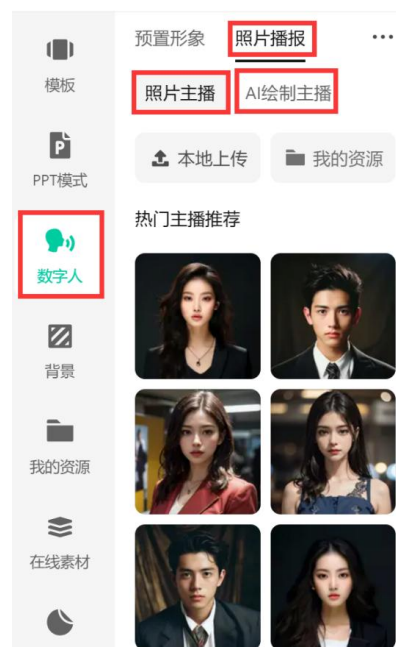 预置形象 照片播报 ···
照片主播 AI绘制主播
本地上传 我的资源
热门主播推荐
模板
P
PPT模式
数字人
背景
我的资源
在线素材